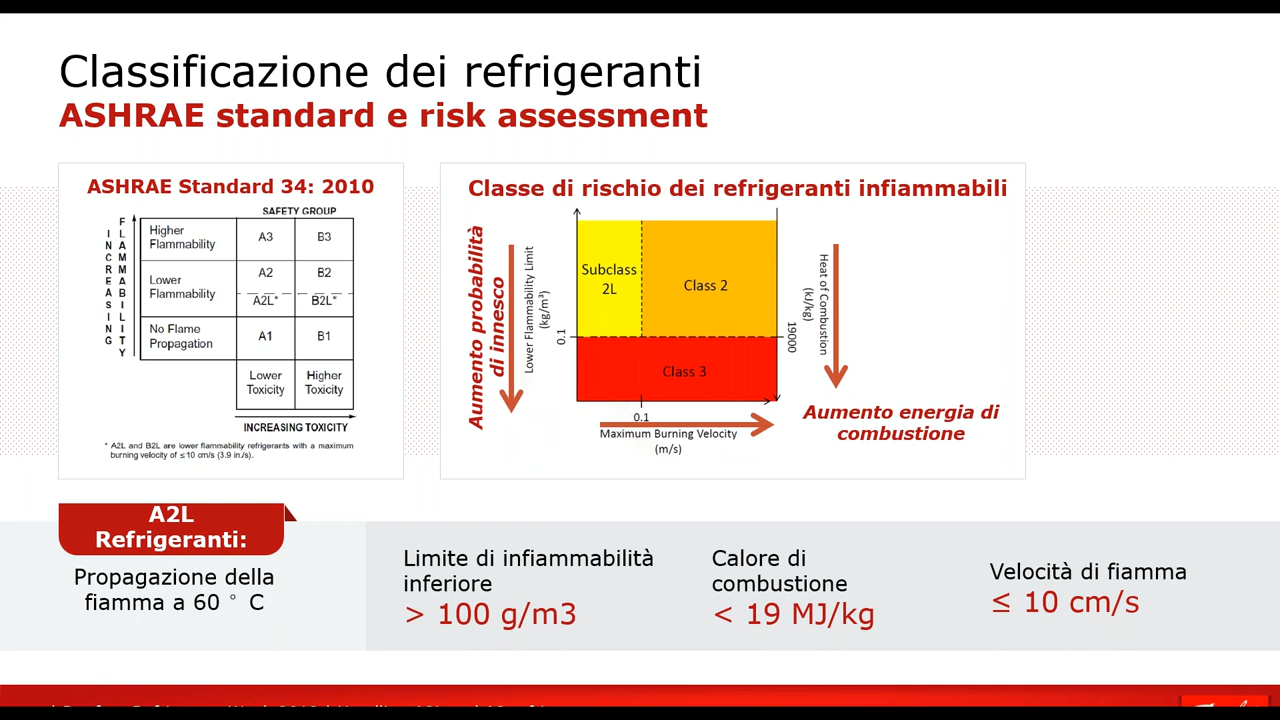 Classificazione dei refrigeranti
ASHRAE standard e risk assessment
ASHRAE Standard 34: 2010
SAFETY GROUP
INCREASING
FLAMMABILITY
Higher
Flammability
A3
B3
Lower
Flammability
A2
B2
A2L*
B2L*
No Flame
Propagation
A1
B1
Lower
Toxicity
Higher
Toxicity
INCREASING TOXICITY
* A2L and B2L are lower flammability refrigerants with a maximum
burning velocity of ≤10 cm/s (3.9 in./s).
Classe di rischio dei refrigeranti infiammabili
Aumento probabilità
di innesco
Lower Flammability Limit
(kg/m³)
0.1
Subclass
2L
Class 2
Class 3
0.1
Maximum Burning Velocity
(m/s)
19000
Heat of Combustion
(kJ/kg)
Aumento energia di
combustione
A2L
Refrigeranti:
Propagazione della
fiamma a 60 ° C
Limite di infiammabilità
inferiore
> 100 g/m3
Calore di
combustione
< 19 MJ/kg
Velocità di fiamma
≤ 10 cm/s